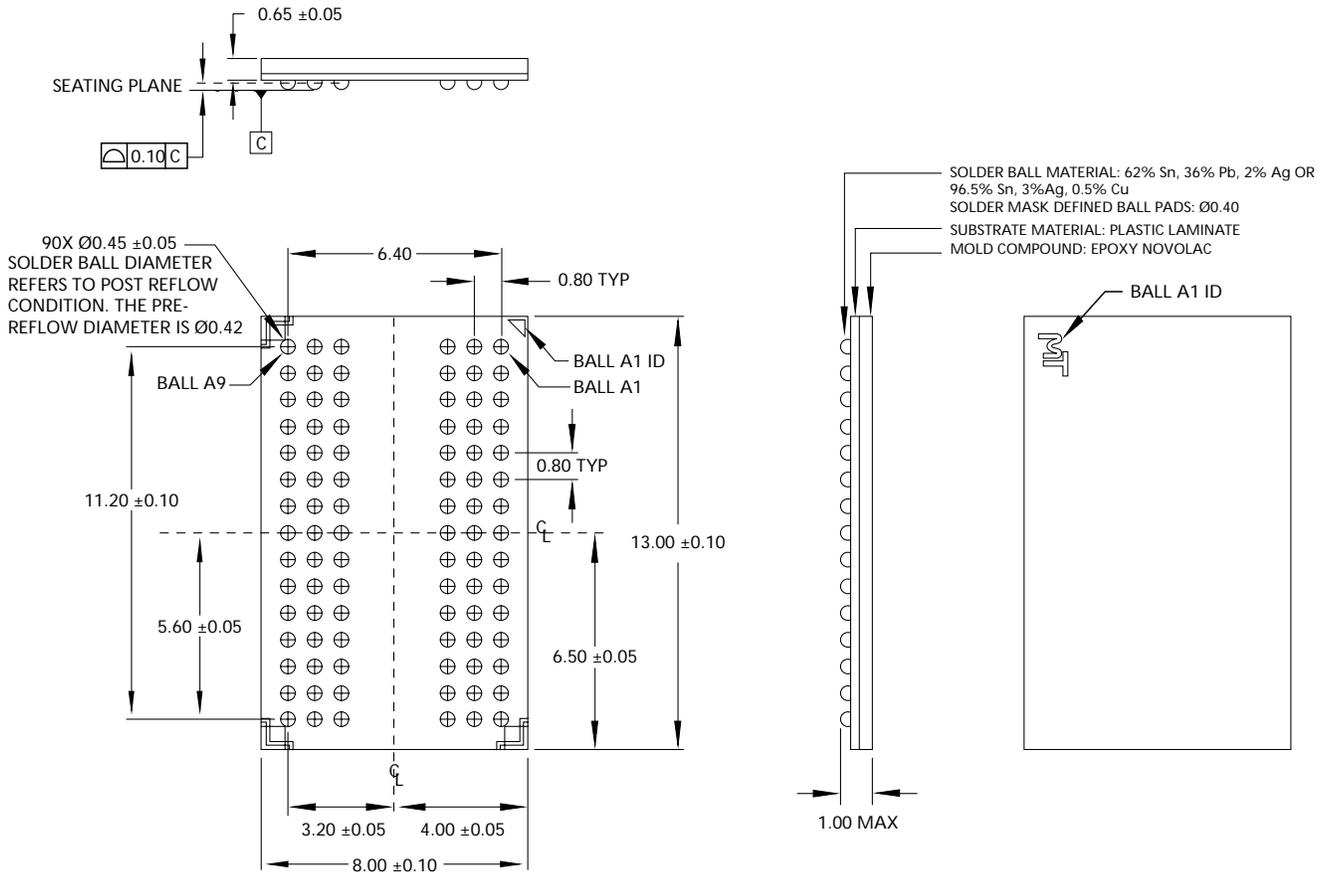 0.65 ±0.05
SEATING PLANE
C
0.10 C
SOLDER BALL MATERIAL: 62% Sn, 36% Pb, 2% Ag OR
96.5% Sn, 3%Ag, 0.5% Cu
SOLDER MASK DEFINED BALL PADS: Ø0.40
SUBSTRATE MATERIAL: PLASTIC LAMINATE
MOLD COMPOUND: EPOXY NOVOLAC
90X Ø0.45 ±0.05
SOLDER BALL DIAMETER
REFERS TO POST REFLOW
CONDITION. THE PRE-
REFLOW DIAMETER IS Ø0.42
6.40
0.80 TYP
BALL A1 ID
BALL A1 ID
BALL A9
BALL A1
0.80 TYP
11.20 ±0.10
CL
13.00 ±0.10
5.60 ±0.05
6.50 ±0.05
CL
3.20 ±0.05
4.00 ±0.05
1.00 MAX
8.00 ±0.10